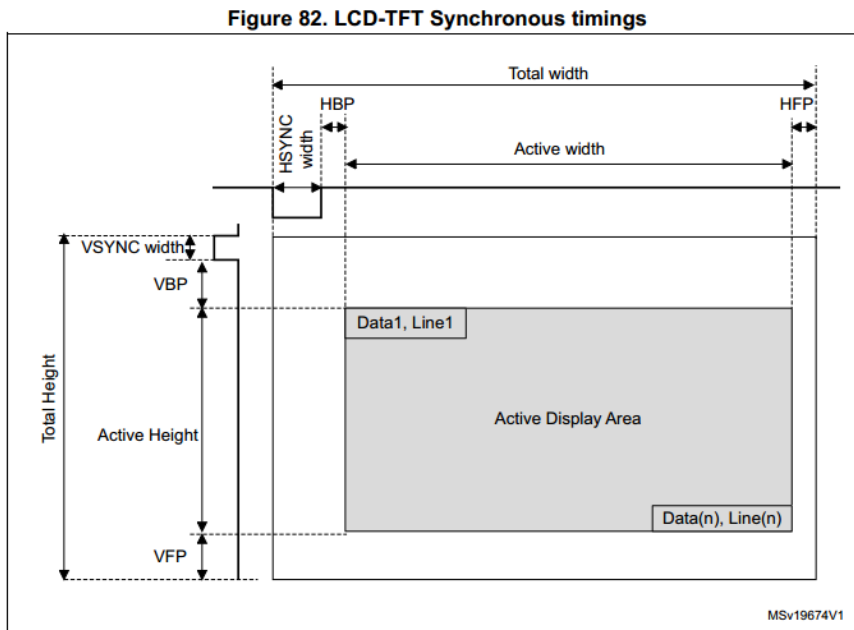 Figure 82. LCD-TFT Synchronous timings
Total width
HBP
HFP
HSYNC
width
Active width
VSYNC width
VBP
Data1, Line1
Total Height
Active Height
Active Display Area
Data(n), Line(n)
VFP
MSv19674V1